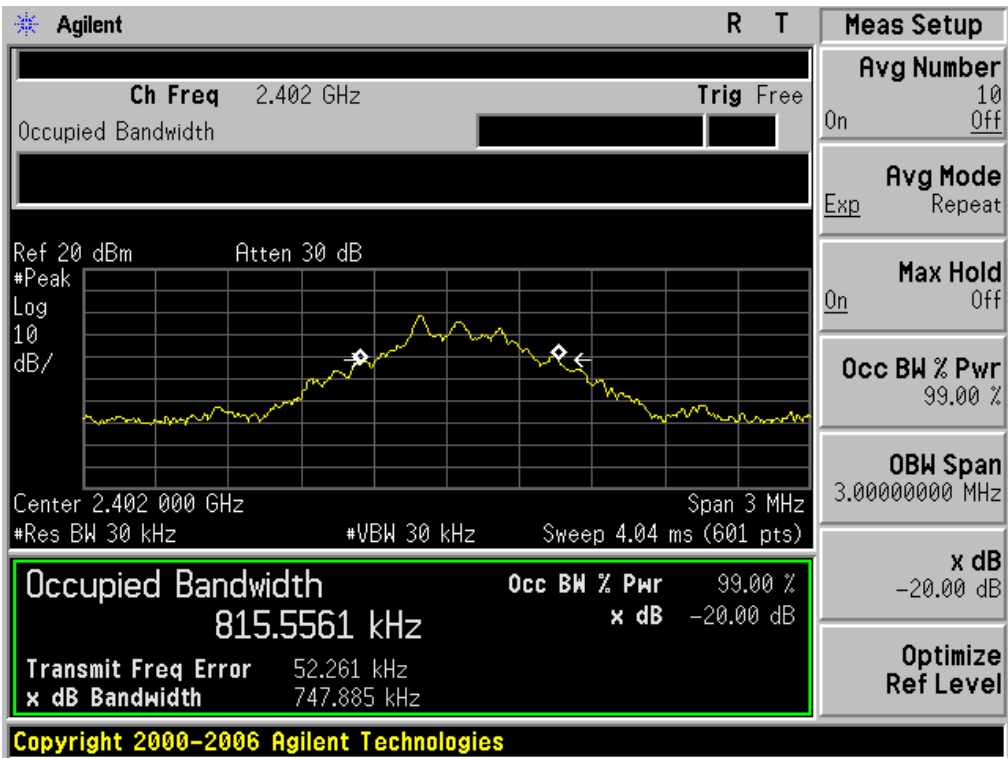 Agilent R T
Ch Freq 2.402 GHz Trig Free
Occupied Bandwidth
Ref 20 dBm Atten 30 dB
#Peak
Log
10
dB/
Center 2.402 000 GHz Span 3 MHz
#Res BW 30 kHz #VBW 30 kHz Sweep 4.04 ms (601 pts)
Occupied Bandwidth Occ BW % Pwr 99.00 %
815.5561 kHz x dB -20.00 dB
Transmit Freq Error 52.261 kHz
x dB Bandwidth 747.885 kHz
Copyright 2000-2006 Agilent Technologies
Meas Setup
Avg Number
10
On Off
Avg Mode
Exp Repeat
Max Hold
On Off
Occ BW % Pwr
99.00 %
OBW Span
3.00000000 MHz
x dB
-20.00 dB
Optimize
Ref Level